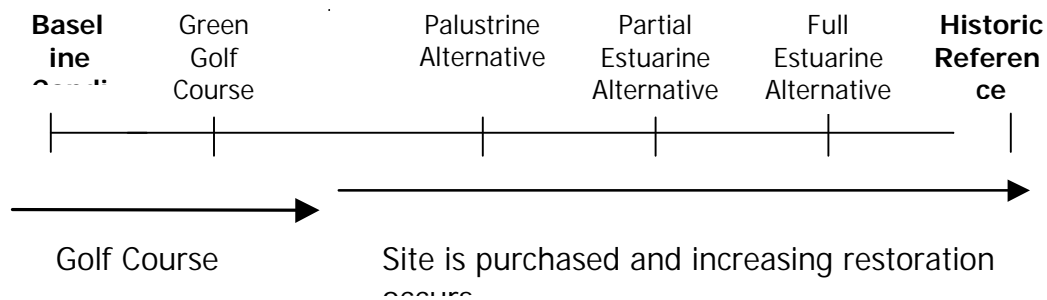 Basel
ine
Green
Golf
Course
Palustrine
Alternative
Partial
Estuarine
Alternative
Full
Estuarine
Alternative
Historic
Referen
ce
Golf Course
Site is purchased and increasing restoration
occurs